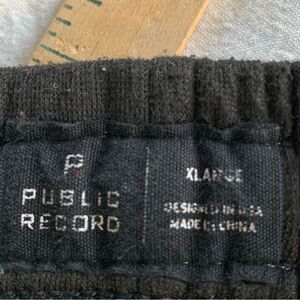 P
PUBLIC
RECORD
XLARGE
DESIGNED IN USA
MADE IN CHINA